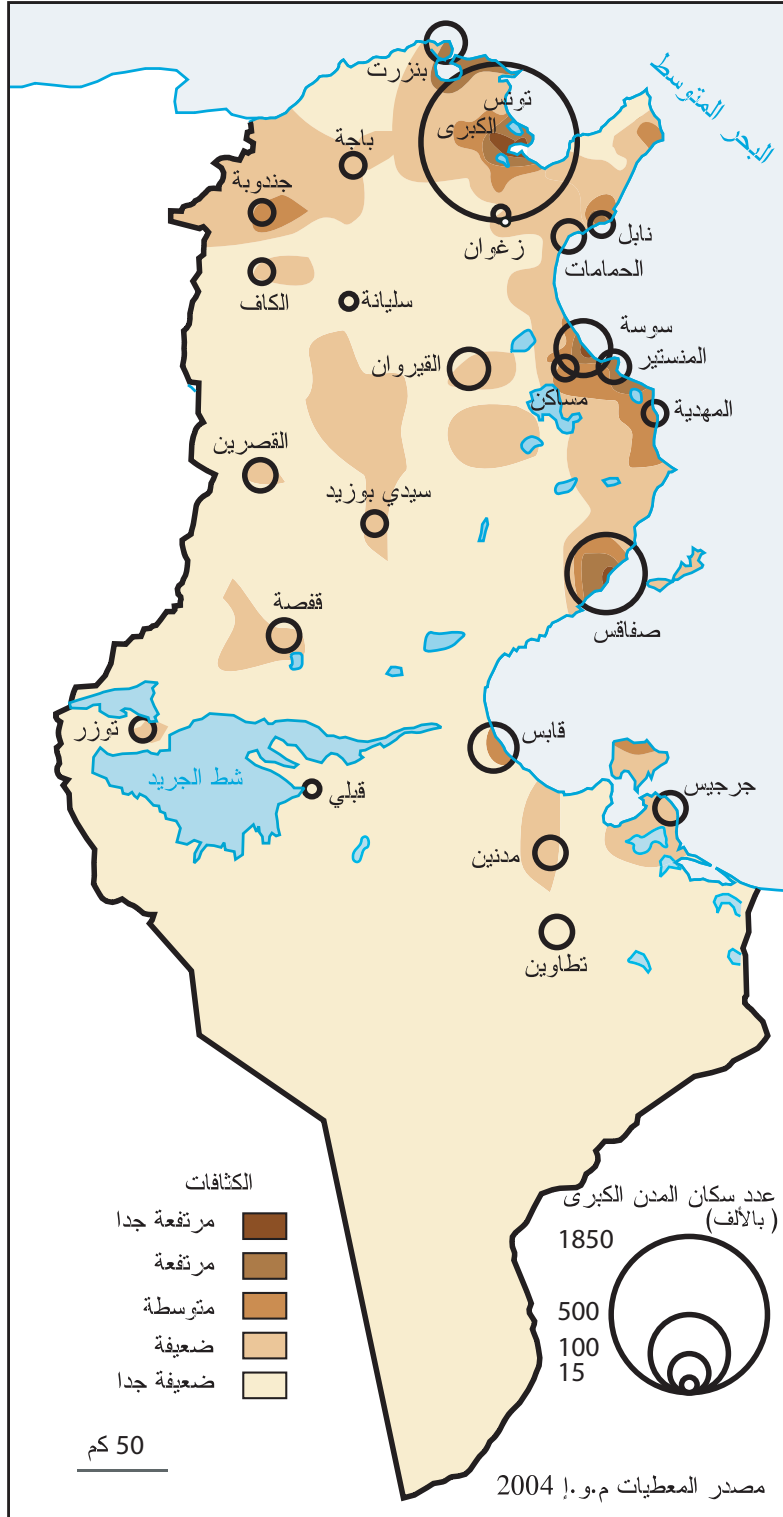 البحر المتوسط
بنزرت
تونس
الكبرى
باجة
جندوبة
نابل
زغوان
الحمامات
الكاف
سليانة
سوسة
المنستير
القيروان
مساكن
المهدية
القصرين
سيدي بوزيد
قفصة
صفاقس
توزر
قابس
شط الجريد
قبلي
جرجيس
مدنين
تطاوين
الكثافات
مرتفعة جدا
مرتفعة
متوسطة
ضعيفة
ضعيفة جدا
50 كم
عدد سكان المدن الكبرى
(بالألف)
1850
500
100
15
مصدر المعطيات م.و.إ 2004